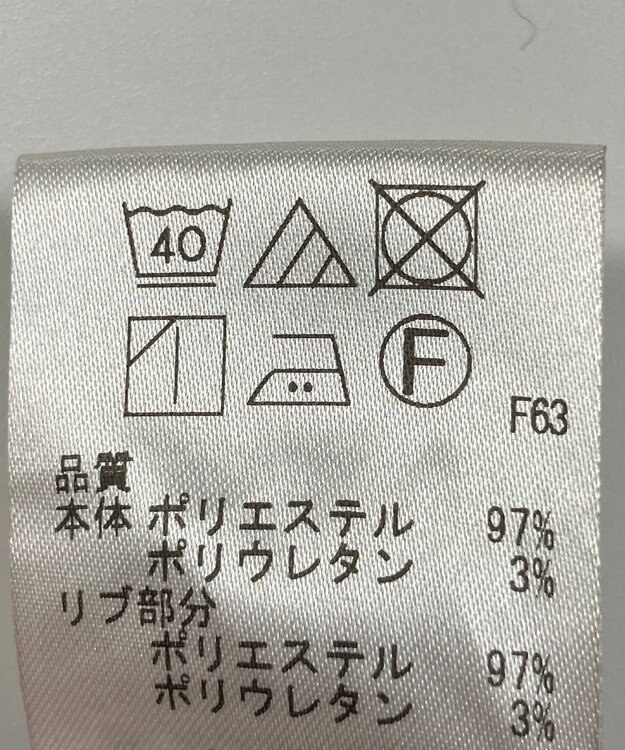 40
F
F63
品質
本体 ポリエステル 97%
ポリウレタン 3%
リブ部分
ポリエステル 97%
ポリウレタン 3%